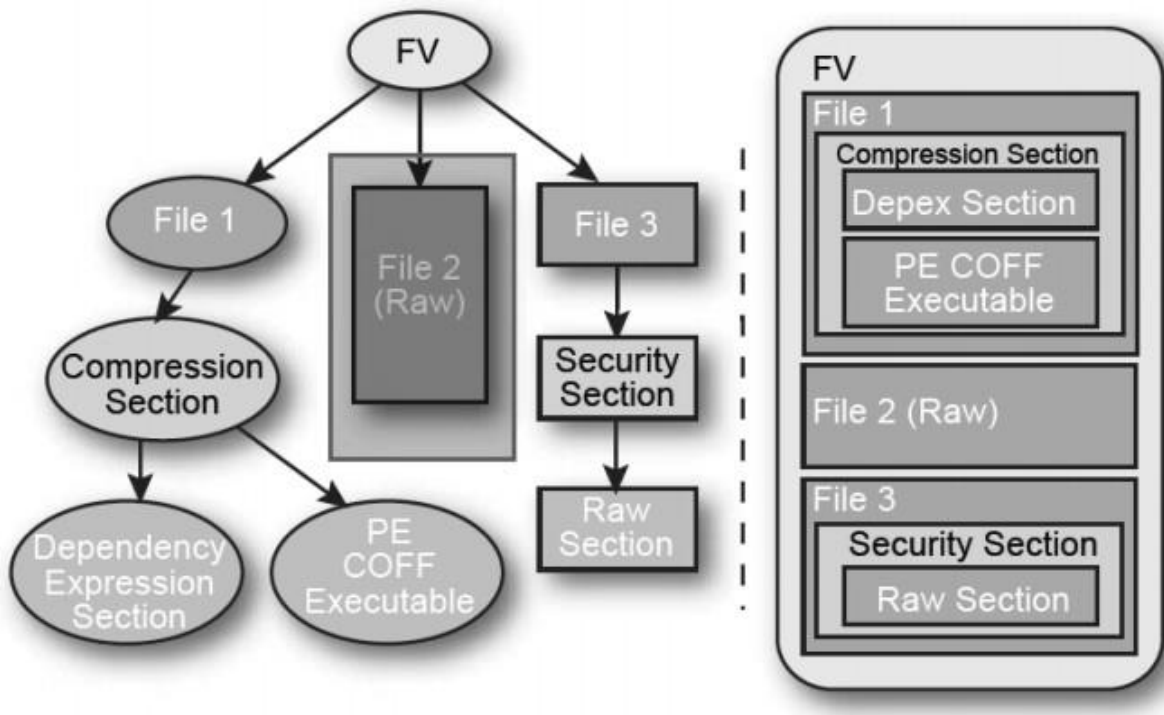 FV
File 1
File 2
(Raw)
File 3
Compression
Section
Security
Section
Dependency
Expression
Section
PE
COFF
Executable
Raw
Section
FV
File 1
Compression Section
Depex Section
PE COFF
Executable
File 2 (Raw)
File 3
Security Section
Raw Section